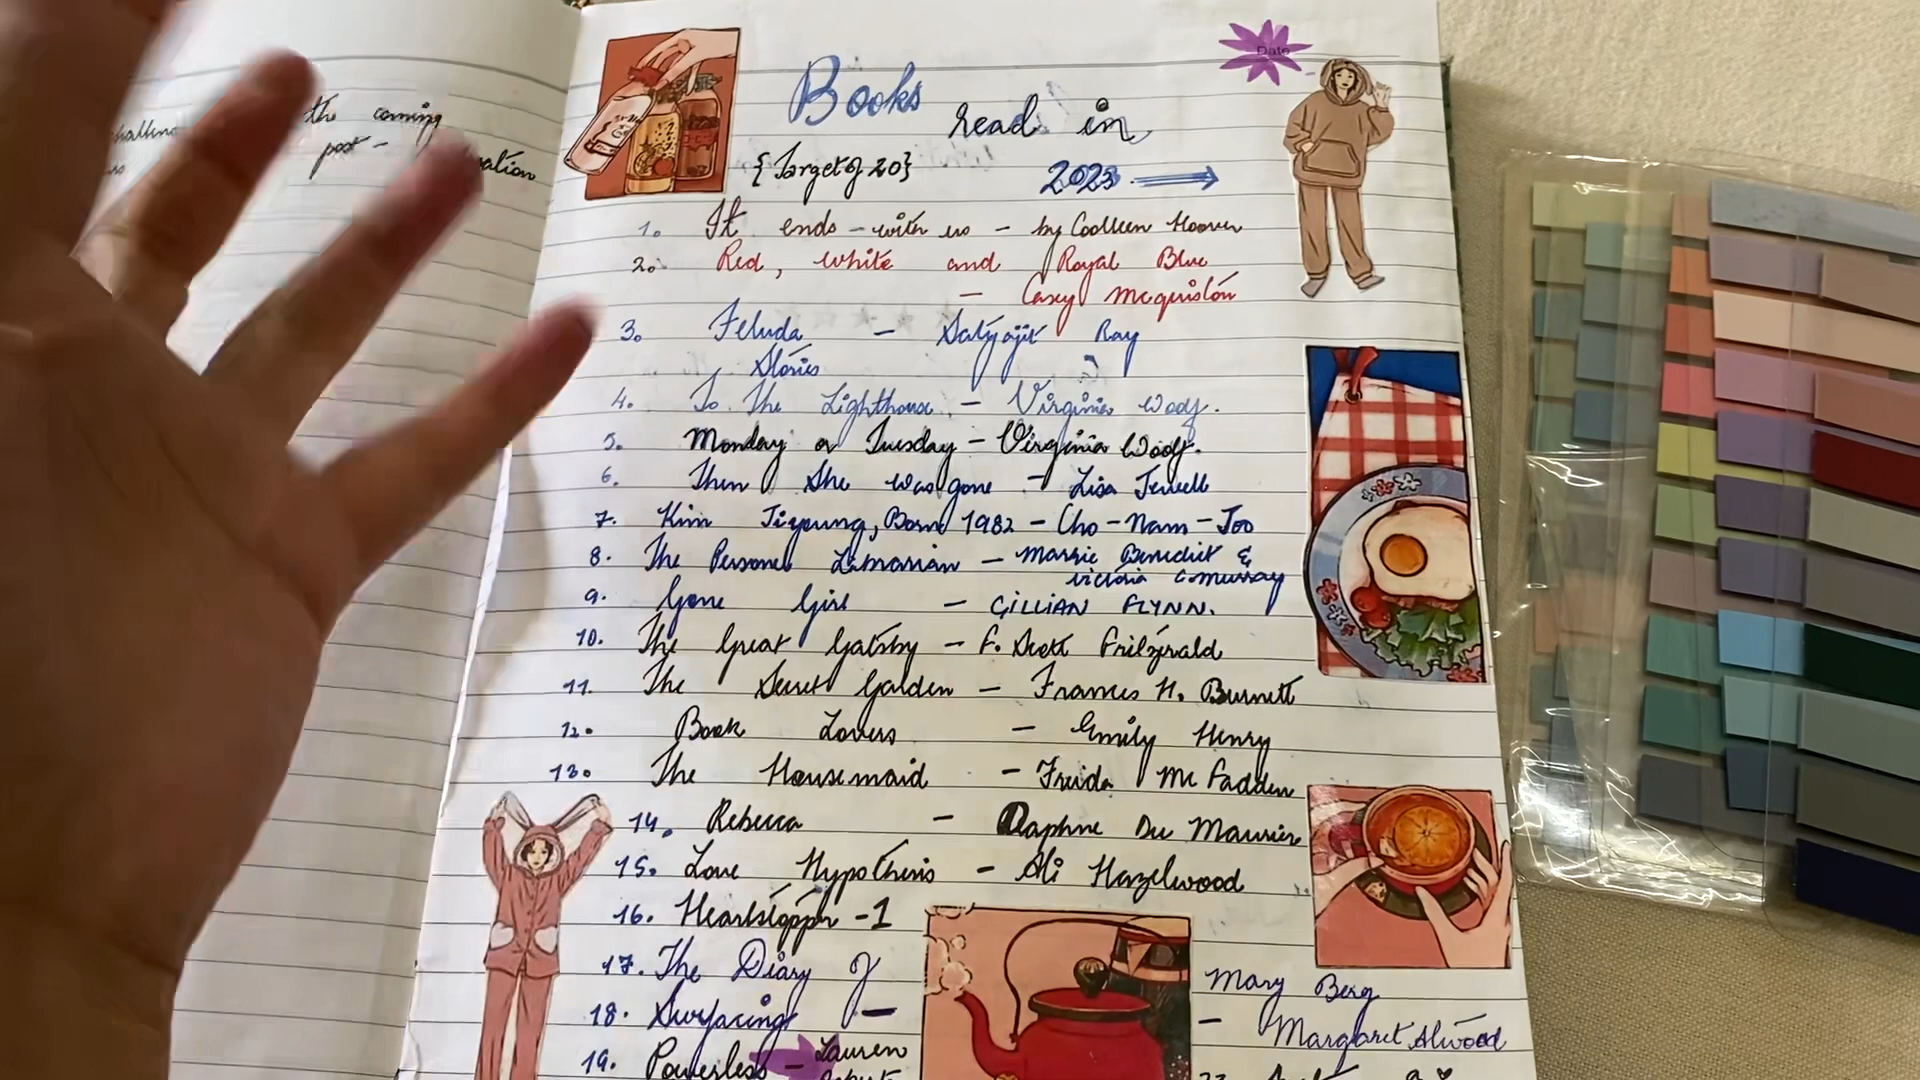 the coming
post -
Date
Books
read in
{Target of 20}
2023
1. It ends - with us - by Coolleen Hoover
2. Red, White and Royal Blue
- Casey Mcquiston
3. Feluda - Satyajit Ray
Stories
4. To The Lighthouse - Virginia Woolf.
5. Monday or Tuesday - Virginia Woolf.
6. Then She was gone - Lisa Jewell
7. Kim Jiyoung, Born 1982 - Cho-Nam-Joo
8. The Personal Librarian - Marrie Benedict &
Victoria C Murray
9. Gone Girl - GILLIAN FLYNN.
10. The Great Gatsby - F. Scott Fritzgerald
11. The Secret Garden - Frances H. Burnett
12. Book Lovers - Emily Henry
13. The Housemaid - Freida Mc Fadden
14. Rebecca - Daphne Du Maurier
15. Love Hypothesis - Ali Hazelwood
16. Heartstopper - 1
17. The Diary of Mary Berg
18. Surfacing - - Margaret Atwood
19. Powerless - Lauren